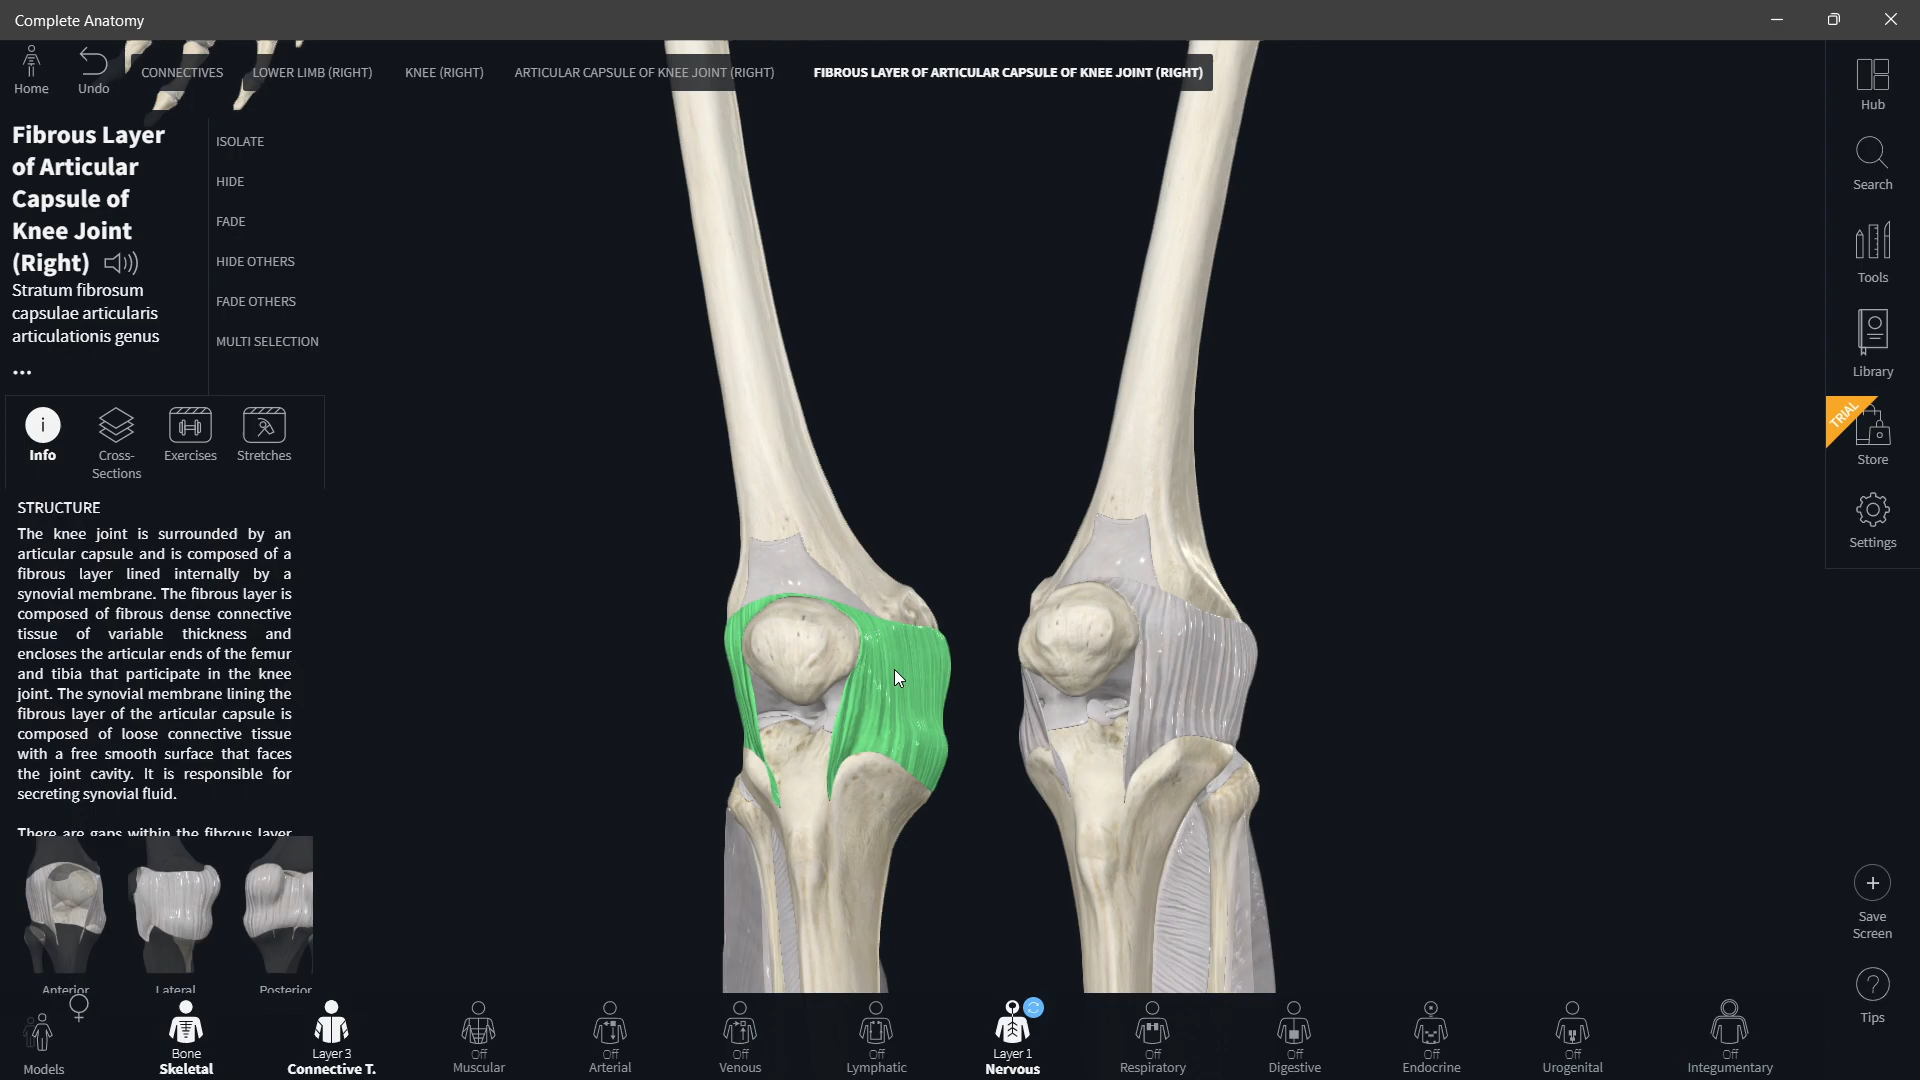 Complete Anatomy
Home
Undo
CONNECTIVES
LOWER LIMB (RIGHT)
KNEE (RIGHT)
ARTICULAR CAPSULE OF KNEE JOINT (RIGHT)
FIBROUS LAYER OF ARTICULAR CAPSULE OF KNEE JOINT (RIGHT)
Fibrous Layer
of Articular
Capsule of
Knee Joint
(Right)
Stratum fibrosum
capsulae articularis
articulationis genus
...
ISOLATE
HIDE
FADE
HIDE OTHERS
FADE OTHERS
MULTI SELECTION
Info
Cross-
Sections
Exercises
Stretches
STRUCTURE
The knee joint is surrounded by an
articular capsule and is composed of a
fibrous layer lined internally by a
synovial membrane. The fibrous layer is
composed of fibrous dense connective
tissue of variable thickness and
encloses the articular ends of the femur
and tibia that participate in the knee
joint. The synovial membrane lining the
fibrous layer of the articular capsule is
composed of loose connective tissue
with a free smooth surface that faces
the joint cavity. It is responsible for
secreting synovial fluid.
There are gaps within the fibrous layer
Anterior
Lateral
Posterior
Hub
Search
Tools
Library
TRIAL
Store
Settings
Save
Screen
Tips
Models
Bone
Skeletal
Layer 3
Connective T.
Off
Muscular
Off
Arterial
Off
Venous
Off
Lymphatic
Layer 1
Nervous
Off
Respiratory
Off
Digestive
Off
Endocrine
Off
Urogenital
Off
Integumentary